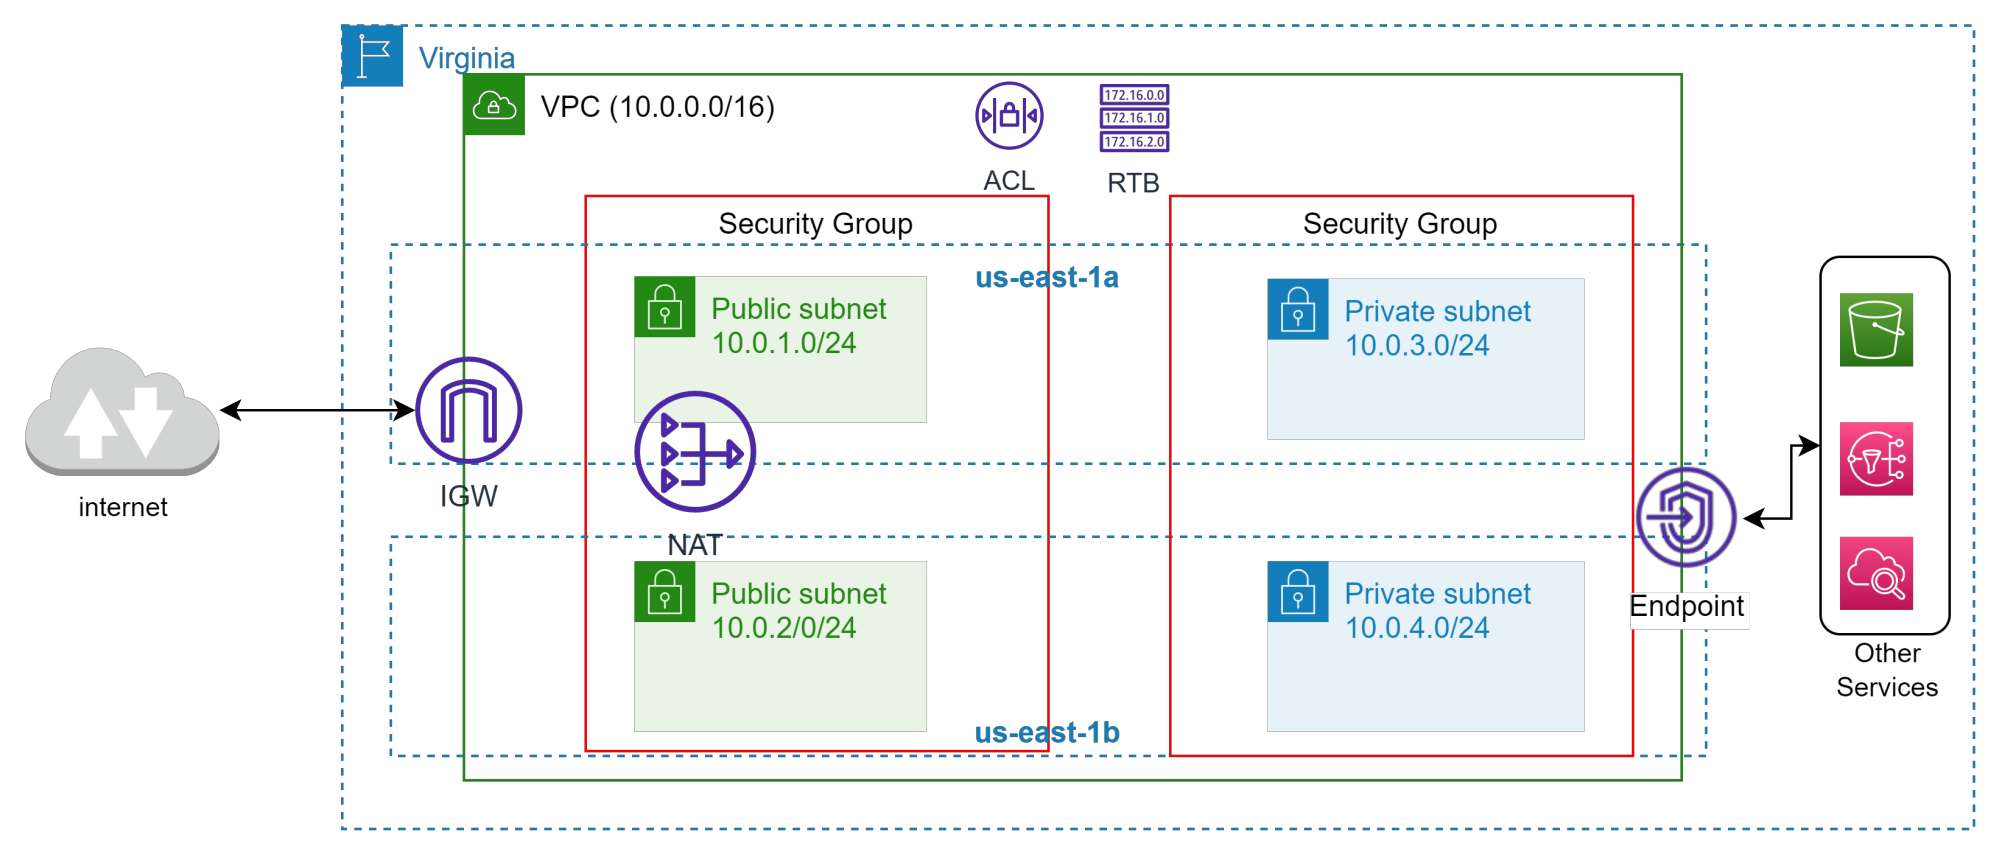 Virginia
VPC (10.0.0.0/16)
172.16.0.0
172.16.1.0
172.16.2.0
ACL
RTB
Security Group
Security Group
us-east-1a
Public subnet
10.0.1.0/24
Private subnet
10.0.3.0/24
internet
IGW
NAT
Public subnet
10.0.2/0/24
Private subnet
10.0.4.0/24
Endpoint
Other
Services
us-east-1b